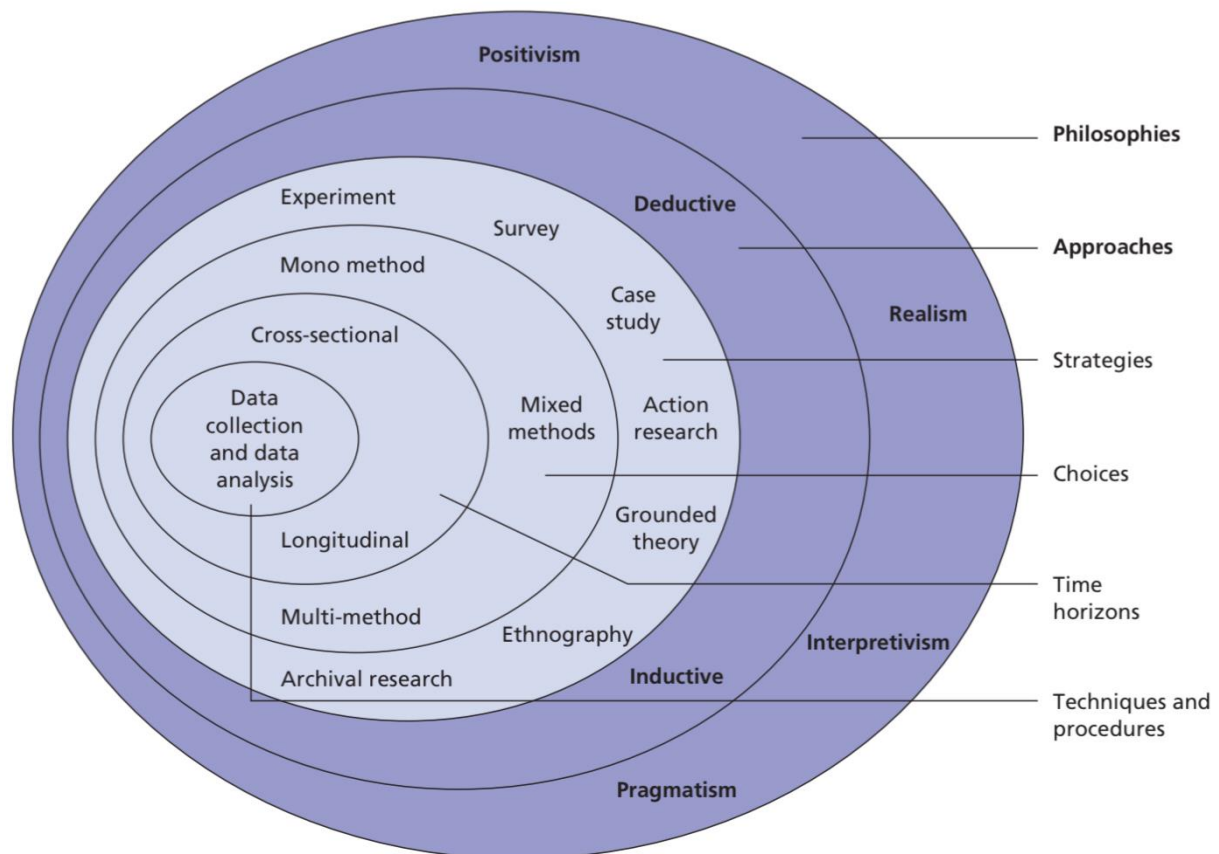 Positivism
Philosophies
Experiment
Deductive
Survey
Approaches
Mono method
Case
study
Realism
Cross-sectional
Strategies
Data
collection
and data
analysis
Mixed
methods
Action
research
Choices
Grounded
theory
Longitudinal
Time
horizons
Multi-method
Ethnography
Interpretivism
Archival research
Inductive
Techniques and
procedures
Pragmatism